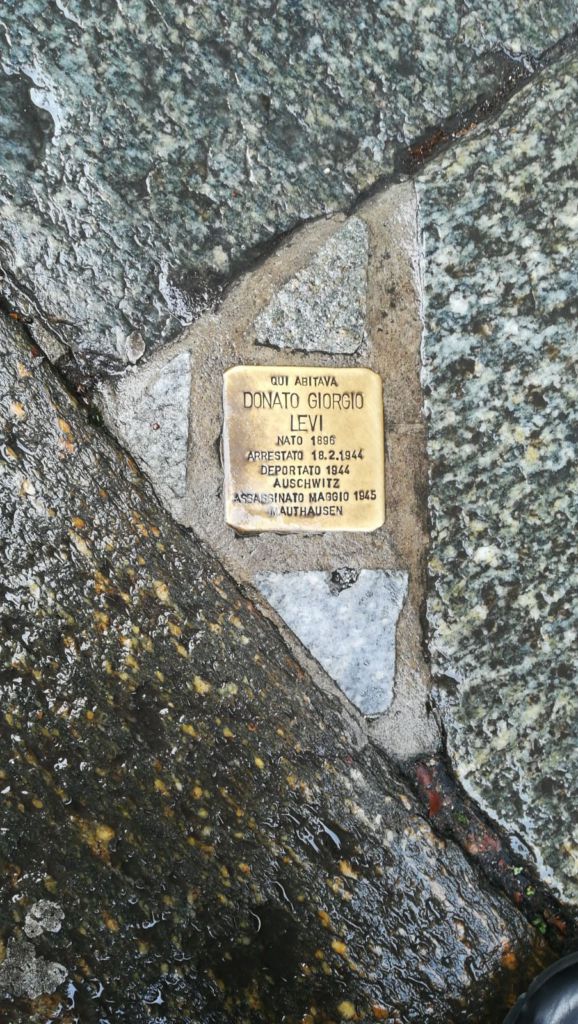 QUI ABITAVA
DONATO GIORGIO
LEVI
NATO 1896
ARRESTATO 18.2.1944
DEPORTATO 1944
AUSCHWITZ
ASSASSINATO MAGGIO 1945
MAUTHAUSEN